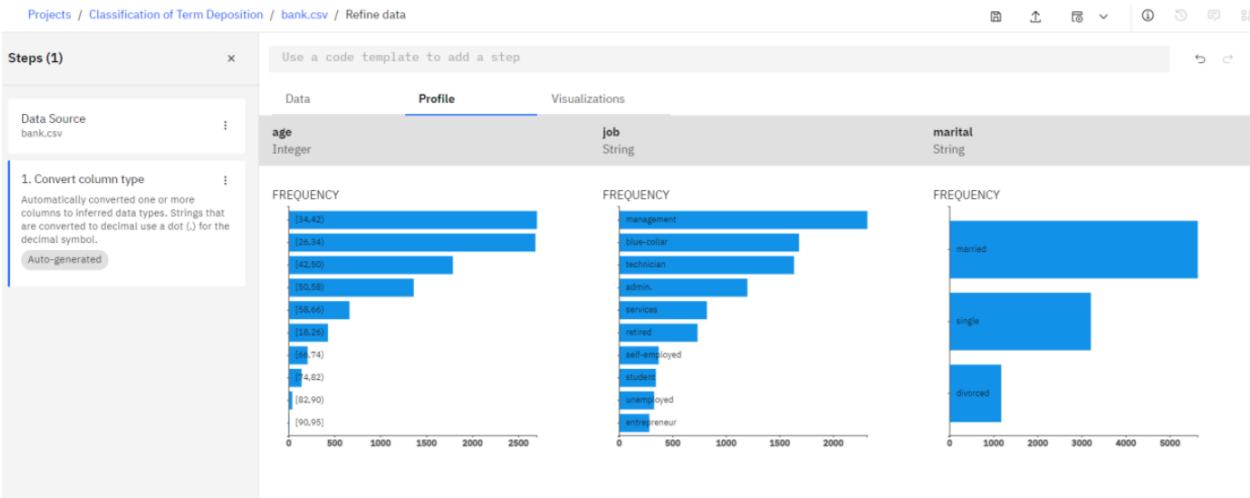 Projects / Classification of Term Deposition / bank.csv / Refine data
Steps (1)
×
Use a code template to add a step
Data Profile Visualizations
Data Source
bank.csv
1. Convert column type
Automatically converted one or more
columns to inferred data types. Strings that
are converted to decimal use a dot (.) for the
decimal symbol.
Auto-generated
age
Integer
FREQUENCY
[34,42)
[26,34)
[42,50)
[50,58)
[58,66)
[18,26)
[66,74)
[74,82)
[82,90)
[90,95]
0 500 1000 1500 2000 2500
job
String
FREQUENCY
management
blue-collar
technician
admin.
services
retired
self-employed
student
unemployed
entrepreneur
0 500 1000 1500 2000
marital
String
FREQUENCY
married
single
divorced
0 1000 2000 3000 4000 5000